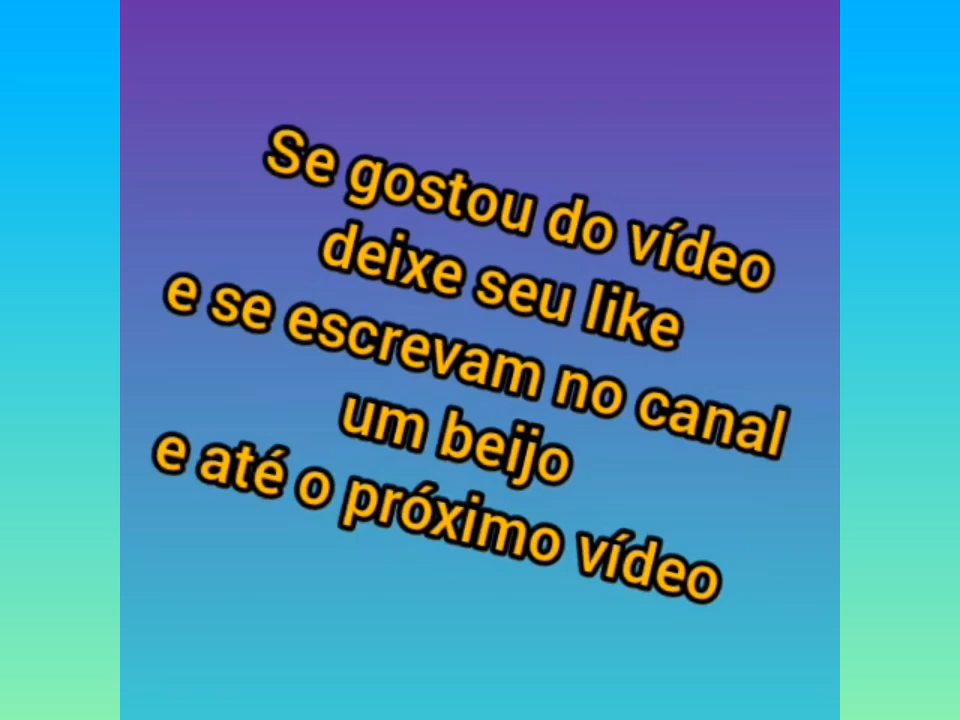 Se gostou do vídeo
deixe seu like
e se escrevam no canal
um beijo
e até o próximo vídeo